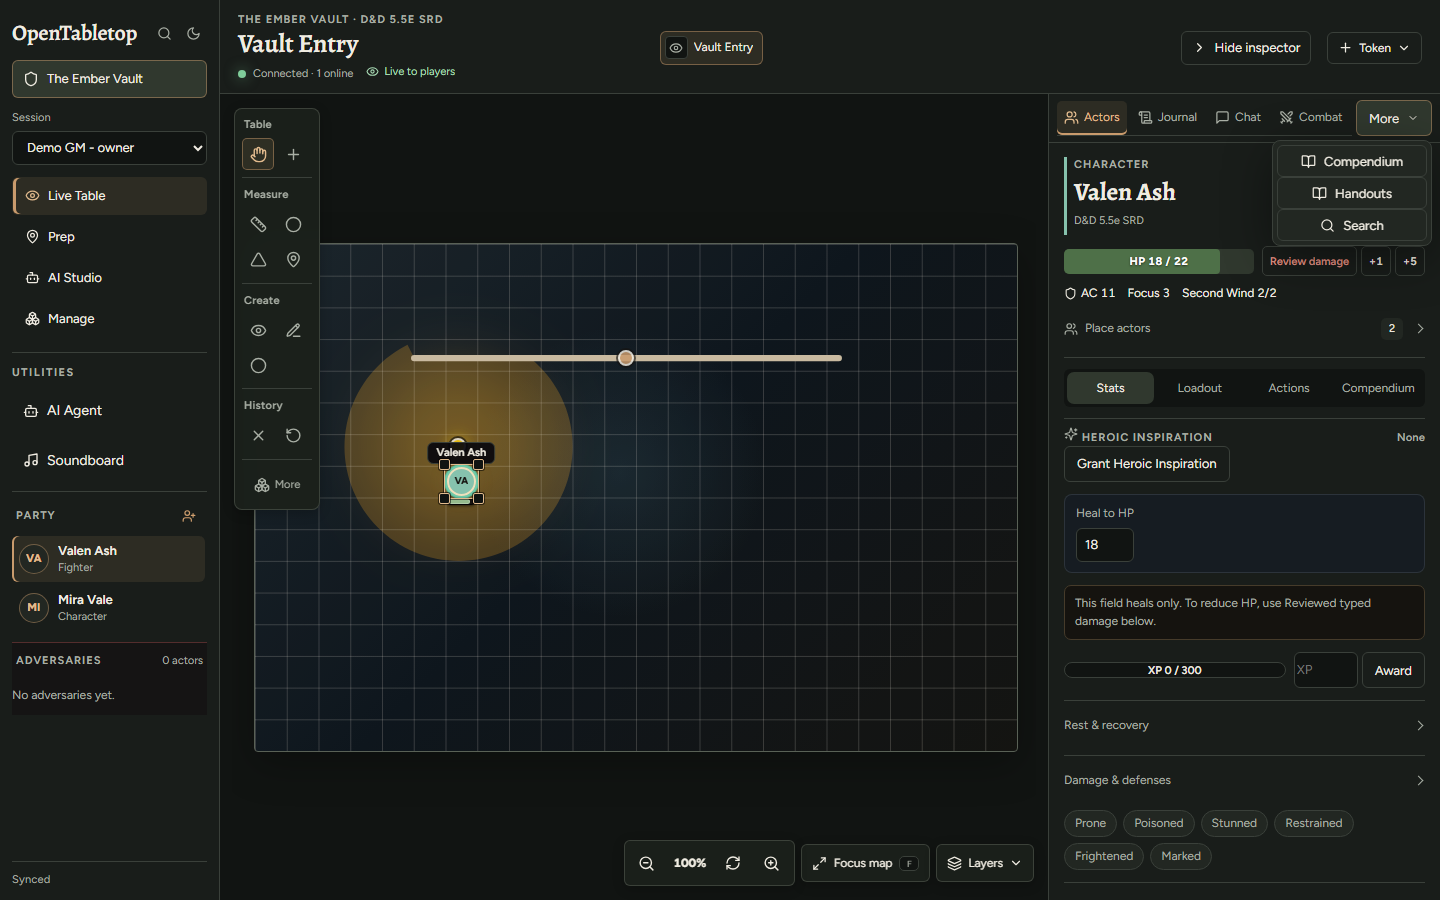 OpenTabletop
The Ember Vault
Session
Demo GM - owner
Live Table
Prep
AI Studio
Manage
UTILITIES
AI Agent
Soundboard
PARTY
VA
Valen Ash
Fighter
MI
Mira Vale
Character
ADVERSARIES
0 actors
No adversaries yet.
Synced
THE EMBER VAULT · D&D 5.5E SRD
Vault Entry
Connected · 1 online
Live to players
Vault Entry
Hide inspector
Token
Table
Measure
Create
History
More
Valen Ash
VA
100%
Focus map F
Layers
Actors
Journal
Chat
Combat
More
Compendium
Handouts
Search
CHARACTER
Valen Ash
D&D 5.5e SRD
HP 18 / 22
Review damage
+1
+5
AC 11 Focus 3 Second Wind 2/2
Place actors
2
Stats
Loadout
Actions
Compendium
HEROIC INSPIRATION
None
Grant Heroic Inspiration
Heal to HP
18
This field heals only. To reduce HP, use Reviewed typed
damage below.
XP 0 / 300
XP
Award
Rest & recovery
Damage & defenses
Prone
Poisoned
Stunned
Restrained
Frightened
Marked